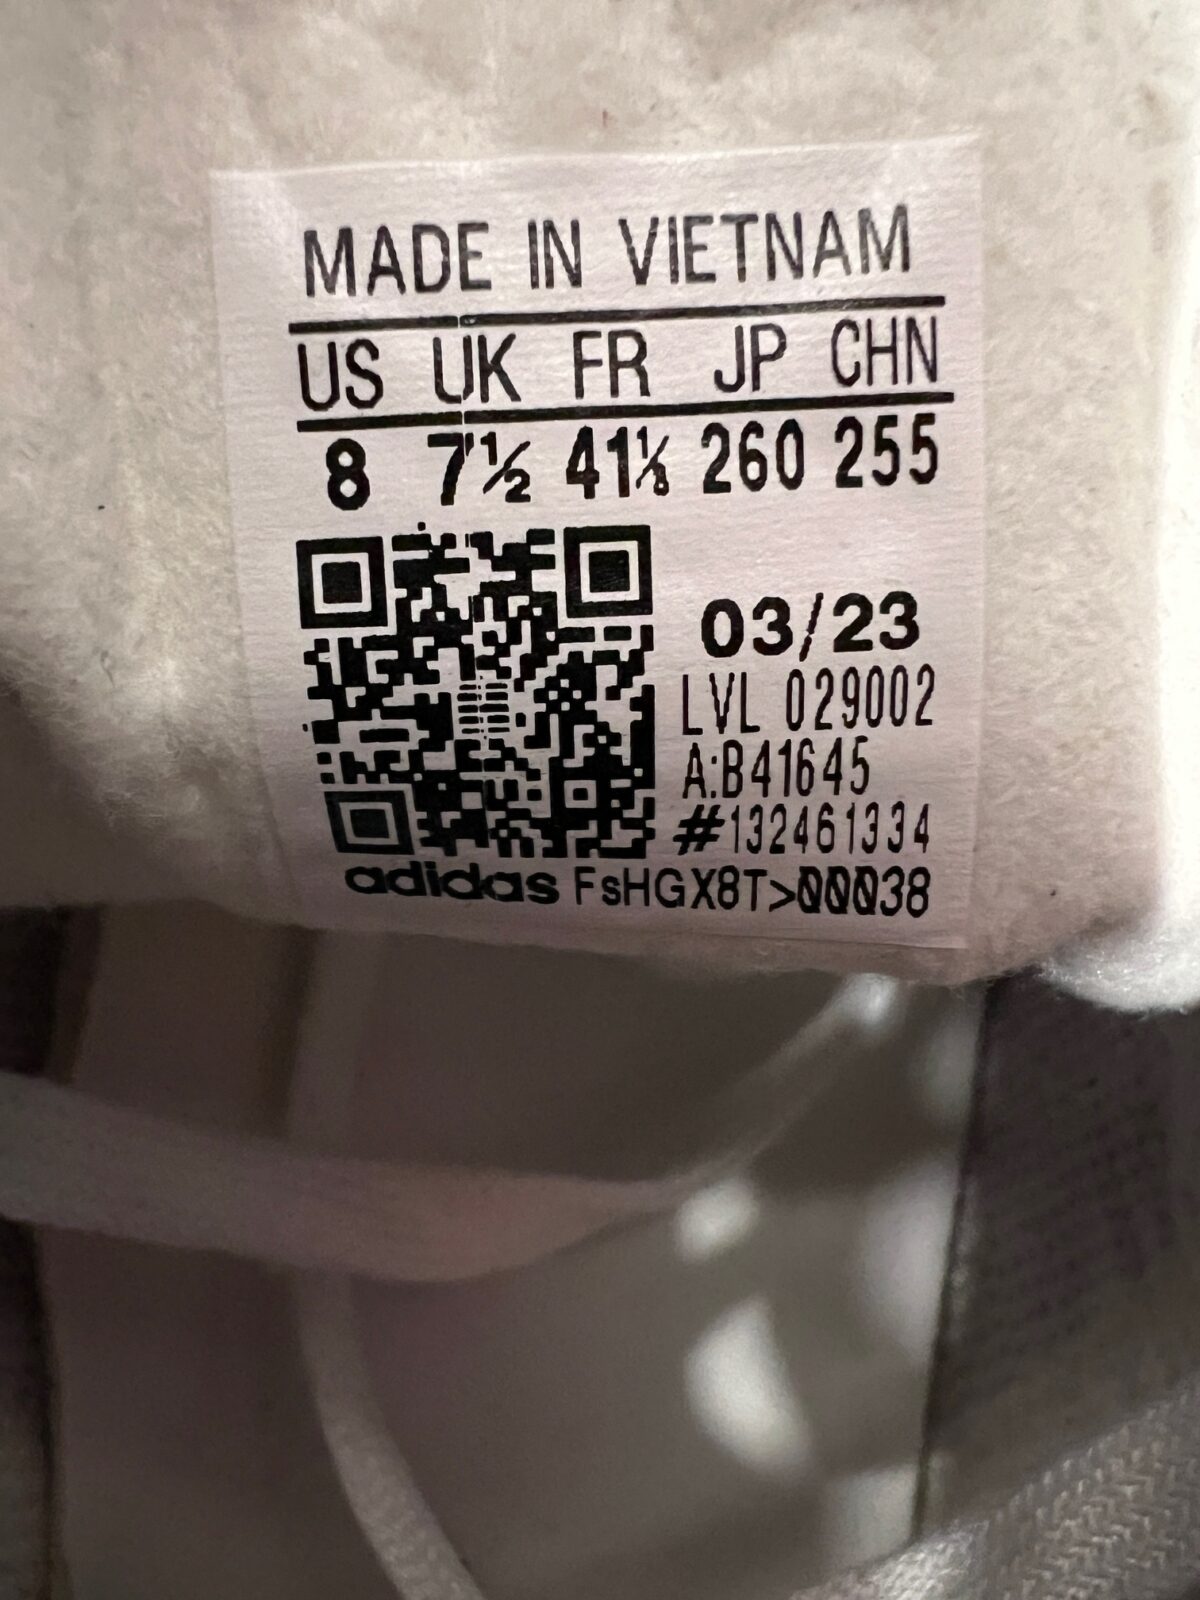 MADE IN VIETNAM
US UK FR JP CHN
8 7½ 41⅓ 260 255
03/23
LVL 029002
A:B41645
#132461334
adidas FsHGX8T>00038